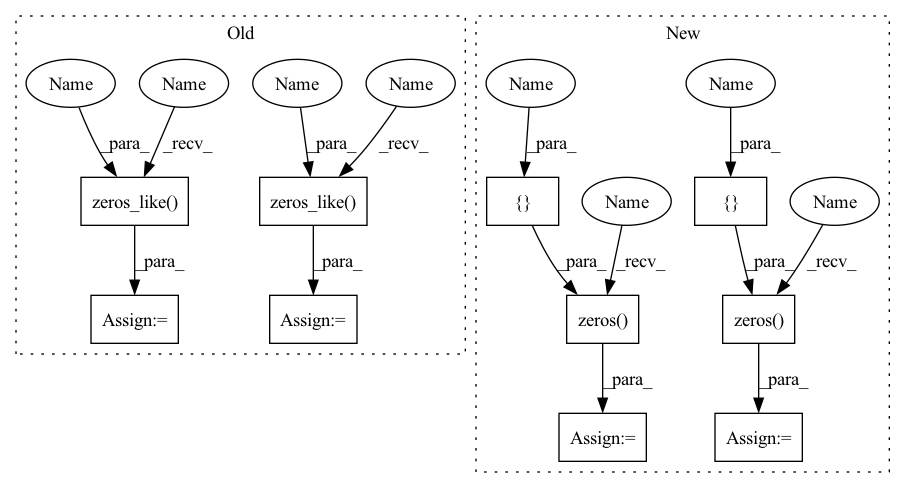 Old
Name
Name
Name
Name
_para_
_recv_
_para_
_recv_
zeros_like()
zeros_like()
_para_
_para_
Assign:=
Assign:=
New
Name
Name
_para_
_para_
{}
Name
{}
Name
_para_
_recv_
_para_
_recv_
zeros()
zeros()
_para_
_para_
Assign:=
Assign:=